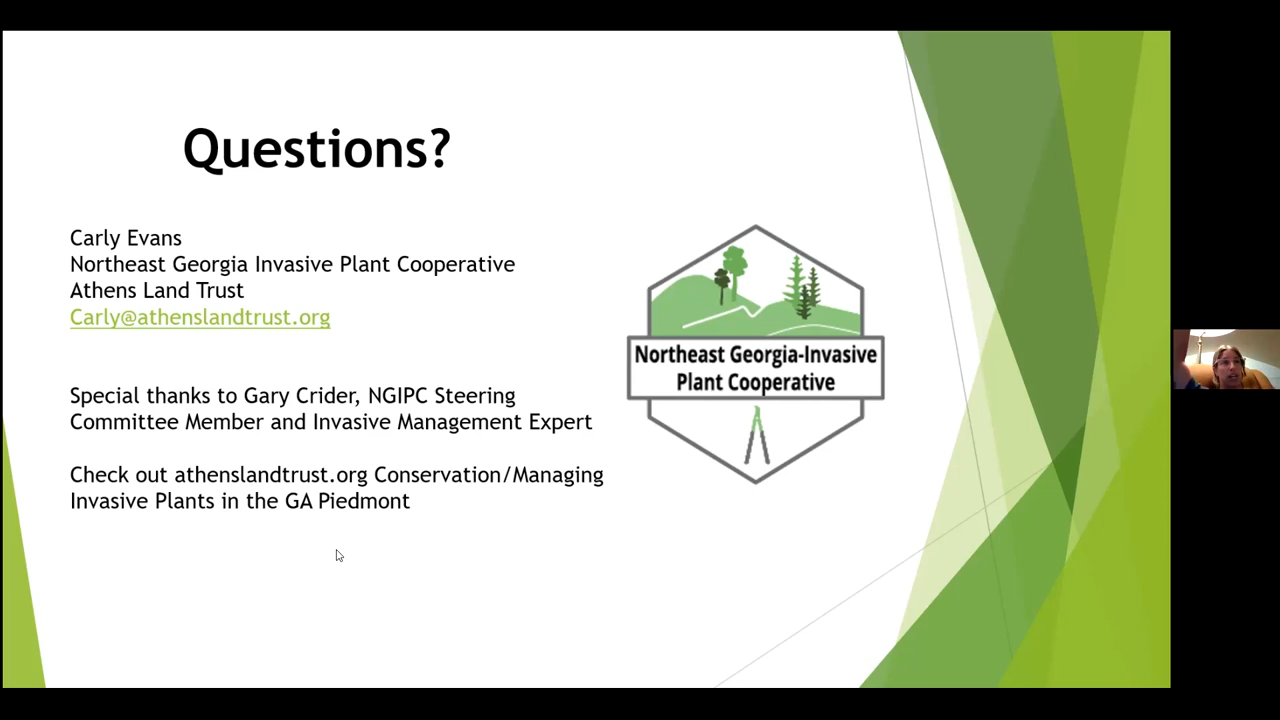 Questions?
Carly Evans
Northeast Georgia Invasive Plant Cooperative
Athens Land Trust
Carly@athenslandtrust.org
Special thanks to Gary Crider, NGIPC Steering
Committee Member and Invasive Management Expert
Check out athenslandtrust.org Conservation/Managing
Invasive Plants in the GA Piedmont
Northeast Georgia-Invasive
Plant Cooperative